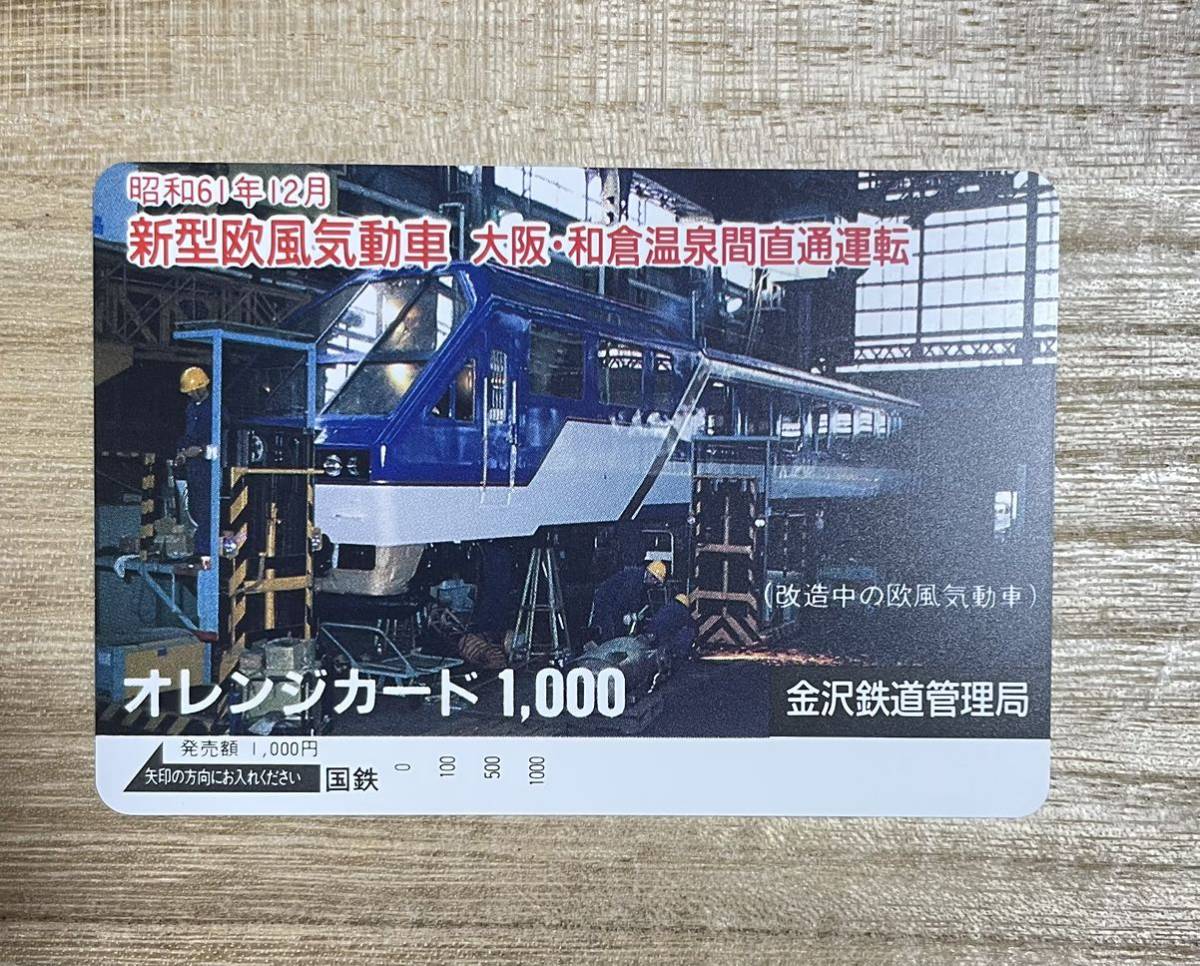 昭和61年12月
新型欧風気動車 大阪・和倉温泉間直通運転
(改造中の欧風気動車)
オレンジカード 1,000 金沢鉄道管理局
発売額 1,000円
矢印の方向にお入れください 国鉄 0 100 500 1000